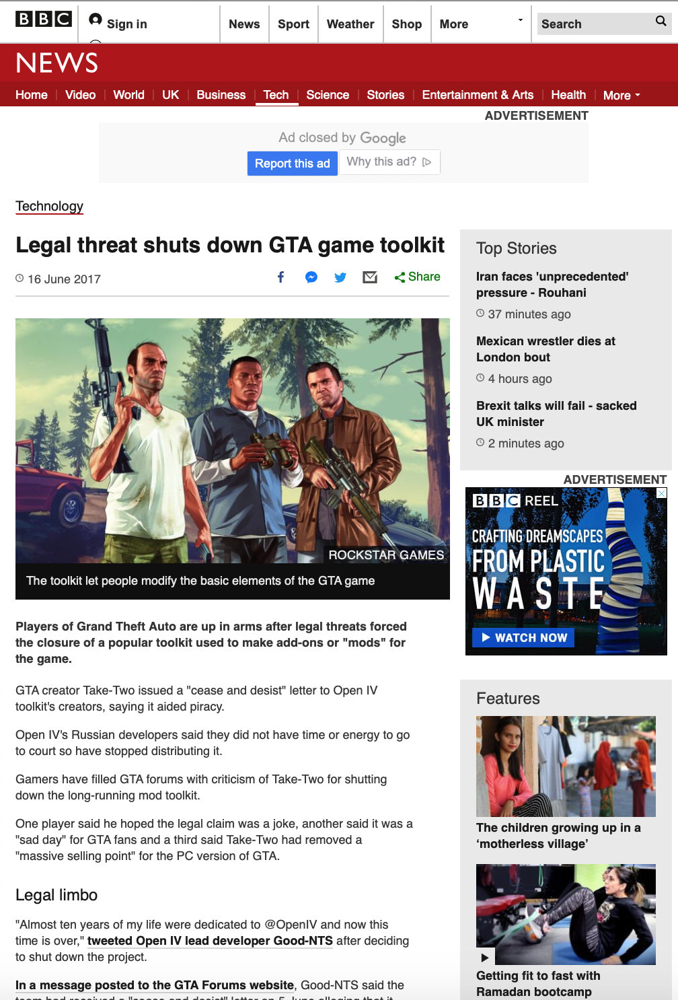 BBC
Sign in
News
Sport
Weather
Shop
More
Search
NEWS
Home
Video
World
UK
Business
Tech
Science
Stories
Entertainment & Arts
Health
More
ADVERTISEMENT
Ad closed by Google
Report this ad
Why this ad?
Technology
Legal threat shuts down GTA game toolkit
16 June 2017
Share
ROCKSTAR GAMES
The toolkit let people modify the basic elements of the GTA game
Players of Grand Theft Auto are up in arms after legal threats forced
the closure of a popular toolkit used to make add-ons or "mods" for
the game.
GTA creator Take-Two issued a "cease and desist" letter to Open IV
toolkit's creators, saying it aided piracy.
Open IV's Russian developers said they did not have time or energy to go
to court so have stopped distributing it.
Gamers have filled GTA forums with criticism of Take-Two for shutting
down the long-running mod toolkit.
One player said he hoped the legal claim was a joke, another said it was a
"sad day" for GTA fans and a third said Take-Two had removed a
"massive selling point" for the PC version of GTA.
Legal limbo
"Almost ten years of my life were dedicated to @OpenIV and now this
time is over," tweeted Open IV lead developer Good-NTS after deciding
to shut down the project.
In a message posted to the GTA Forums website, Good-NTS said the
team had received a "cease and desist" letter on 5 June alleging that it
Top Stories
Iran faces 'unprecedented'
pressure - Rouhani
37 minutes ago
Mexican wrestler dies at
London bout
4 hours ago
Brexit talks will fail - sacked
UK minister
2 minutes ago
ADVERTISEMENT
BBC REEL
CRAFTING DREAMSCAPES
FROM PLASTIC
WASTE
WATCH NOW
Features
The children growing up in a
‘motherless village’
Getting fit to fast with
Ramadan bootcamp